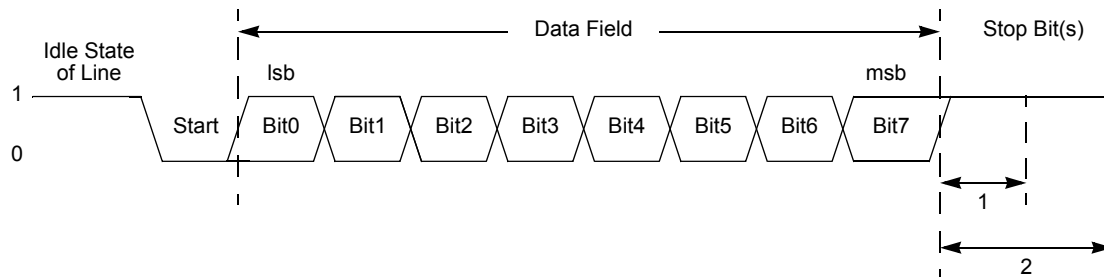 Data Field
Stop Bit(s)
Idle State
of Line
lsb
msb
1
Start
Bit0
Bit1
Bit2
Bit3
Bit4
Bit5
Bit6
Bit7
0
1
2